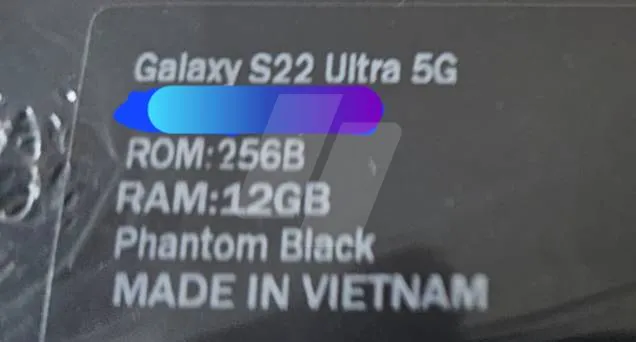 Galaxy S22 Ultra 5G
ROM:256B
RAM:12GB
Phantom Black
MADE IN VIETNAM